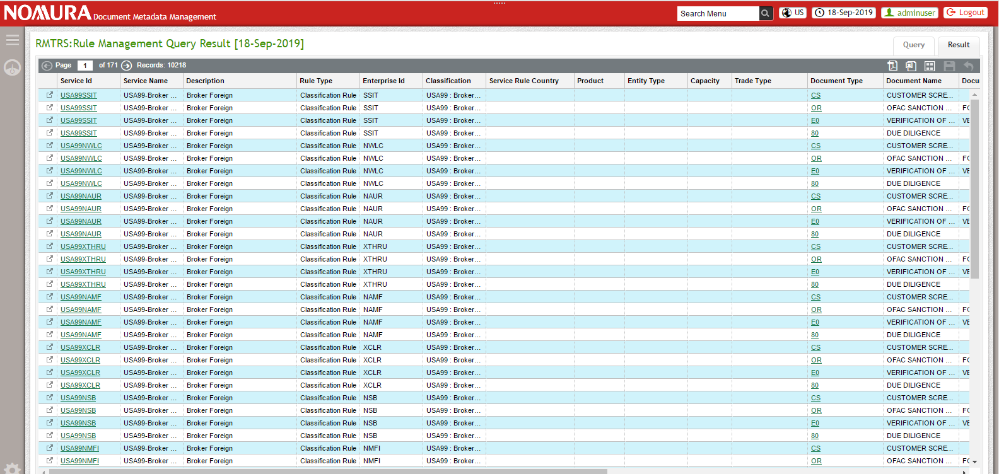 NOMURA Document Metadata Management Search Menu US 18-Sep-2019 adminuser Logout
RMTRS:Rule Management Query Result [18-Sep-2019] Query Result
Page 1 of 171 Records: 10218
Service Id Service Name Description Rule Type Enterprise Id Classification Service Rule Country Product Entity Type Capacity Trade Type Document Type Document Name Docu
USA99SSIT USA99-Broker ... Broker Foreign Classification Rule SSIT USA99 : Broker... CS CUSTOMER SCRE...
USA99SSIT USA99-Broker ... Broker Foreign Classification Rule SSIT USA99 : Broker... OR OFAC SANCTION ... FO
USA99SSIT USA99-Broker ... Broker Foreign Classification Rule SSIT USA99 : Broker... E0 VERIFICATION OF ... VE
USA99SSIT USA99-Broker ... Broker Foreign Classification Rule SSIT USA99 : Broker... 80 DUE DILIGENCE
USA99NWLC USA99-Broker ... Broker Foreign Classification Rule NWLC USA99 : Broker... CS CUSTOMER SCRE...
USA99NWLC USA99-Broker ... Broker Foreign Classification Rule NWLC USA99 : Broker... OR OFAC SANCTION ... FO
USA99NWLC USA99-Broker ... Broker Foreign Classification Rule NWLC USA99 : Broker... E0 VERIFICATION OF ... VE
USA99NWLC USA99-Broker ... Broker Foreign Classification Rule NWLC USA99 : Broker... 80 DUE DILIGENCE
USA99NAUR USA99-Broker ... Broker Foreign Classification Rule NAUR USA99 : Broker... CS CUSTOMER SCRE...
USA99NAUR USA99-Broker ... Broker Foreign Classification Rule NAUR USA99 : Broker... OR OFAC SANCTION ... FO
USA99NAUR USA99-Broker ... Broker Foreign Classification Rule NAUR USA99 : Broker... E0 VERIFICATION OF ... VE
USA99NAUR USA99-Broker ... Broker Foreign Classification Rule NAUR USA99 : Broker... 80 DUE DILIGENCE
USA99XTHRU USA99-Broker ... Broker Foreign Classification Rule XTHRU USA99 : Broker... CS CUSTOMER SCRE...
USA99XTHRU USA99-Broker ... Broker Foreign Classification Rule XTHRU USA99 : Broker... OR OFAC SANCTION ... FO
USA99XTHRU USA99-Broker ... Broker Foreign Classification Rule XTHRU USA99 : Broker... E0 VERIFICATION OF ... VE
USA99XTHRU USA99-Broker ... Broker Foreign Classification Rule XTHRU USA99 : Broker... 80 DUE DILIGENCE
USA99NAMF USA99-Broker ... Broker Foreign Classification Rule NAMF USA99 : Broker... CS CUSTOMER SCRE...
USA99NAMF USA99-Broker ... Broker Foreign Classification Rule NAMF USA99 : Broker... OR OFAC SANCTION ... FO
USA99NAMF USA99-Broker ... Broker Foreign Classification Rule NAMF USA99 : Broker... E0 VERIFICATION OF ... VE
USA99NAMF USA99-Broker ... Broker Foreign Classification Rule NAMF USA99 : Broker... 80 DUE DILIGENCE
USA99XCLR USA99-Broker ... Broker Foreign Classification Rule XCLR USA99 : Broker... CS CUSTOMER SCRE...
USA99XCLR USA99-Broker ... Broker Foreign Classification Rule XCLR USA99 : Broker... OR OFAC SANCTION ... FO
USA99XCLR USA99-Broker ... Broker Foreign Classification Rule XCLR USA99 : Broker... E0 VERIFICATION OF ... VE
USA99XCLR USA99-Broker ... Broker Foreign Classification Rule XCLR USA99 : Broker... 80 DUE DILIGENCE
USA99NSB USA99-Broker ... Broker Foreign Classification Rule NSB USA99 : Broker... CS CUSTOMER SCRE...
USA99NSB USA99-Broker ... Broker Foreign Classification Rule NSB USA99 : Broker... OR OFAC SANCTION ... FO
USA99NSB USA99-Broker ... Broker Foreign Classification Rule NSB USA99 : Broker... E0 VERIFICATION OF ... VE
USA99NSB USA99-Broker ... Broker Foreign Classification Rule NSB USA99 : Broker... 80 DUE DILIGENCE
USA99NMFI USA99-Broker ... Broker Foreign Classification Rule NMFI USA99 : Broker... CS CUSTOMER SCRE...
USA99NMFI USA99-Broker ... Broker Foreign Classification Rule NMFI USA99 : Broker... OR OFAC SANCTION ... FO